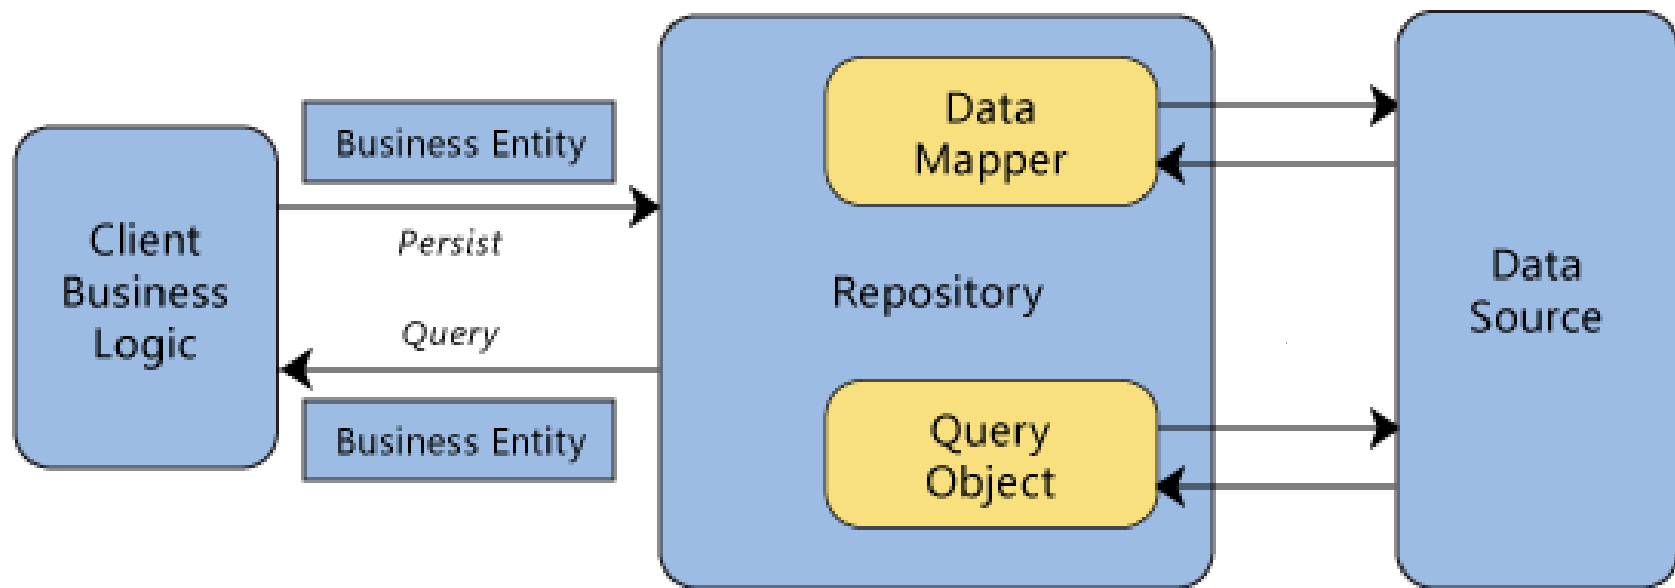 Client
Business
Logic
Business Entity
Persist
Query
Business Entity
Data
Mapper
Repository
Query
Object
Data
Source